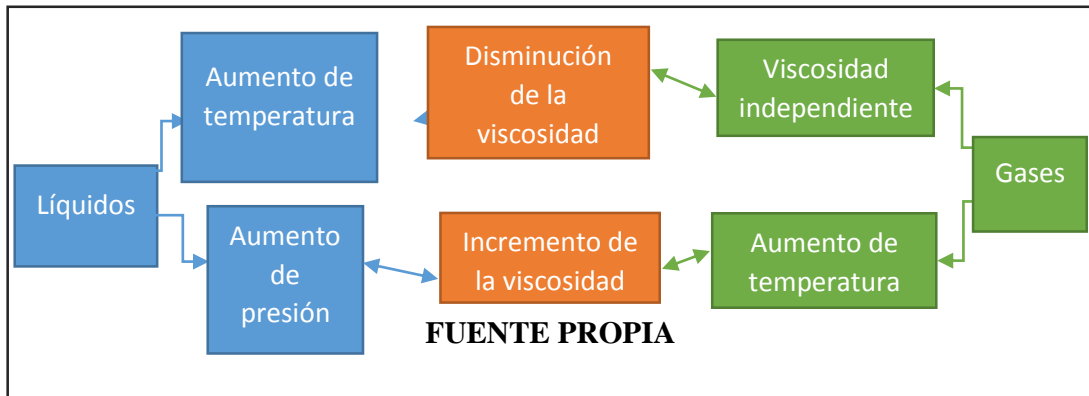 Líquidos
Aumento de
temperatura
Aumento
de
presión
Disminución
de la
viscosidad
Incremento de
la viscosidad
Viscosidad
independiente
Aumento de
temperatura
Gases
FUENTE PROPIA